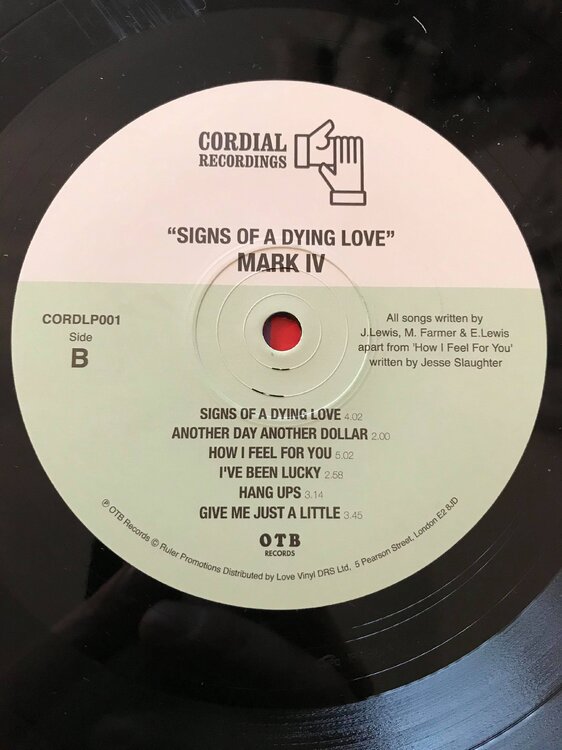 CORDIAL
RECORDINGS
“SIGNS OF A DYING LOVE”
MARK IV
CORDLP001
Side
B
All songs written by
J.Lewis, M. Farmer & E.Lewis
apart from 'How I Feel For You'
written by Jesse Slaughter
SIGNS OF A DYING LOVE 4.02
ANOTHER DAY ANOTHER DOLLAR 2.00
HOW I FEEL FOR YOU 5.02
I'VE BEEN LUCKY 2.58
HANG UPS 3.14
GIVE ME JUST A LITTLE 3.45
OTB
RECORDS
℗ OTB Records © Ruler Promotions Distributed by Love Vinyl DRS Ltd, 5 Pearson Street, London E2 8JD